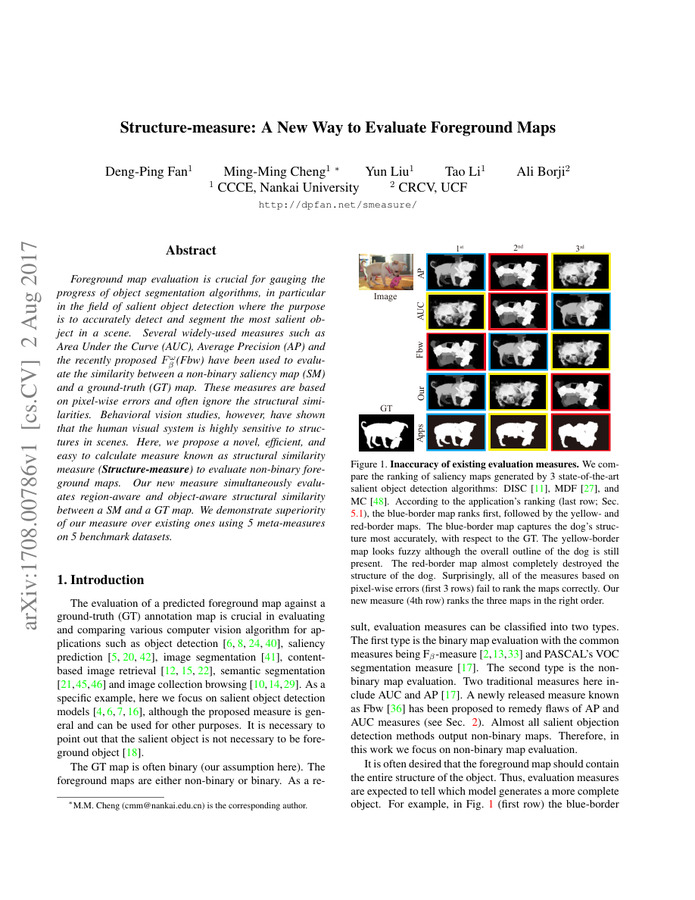 Structure-measure: A New Way to Evaluate Foreground Maps
Deng-Ping Fan1 Ming-Ming Cheng1 * Yun Liu1 Tao Li1 Ali Borji2
1 CCCE, Nankai University 2 CRCV, UCF
http://dpfan.net/smeasure/
arXiv:1708.00786v1 [cs.CV] 2 Aug 2017
Abstract
Foreground map evaluation is crucial for gauging the
progress of object segmentation algorithms, in particular
in the field of salient object detection where the purpose
is to accurately detect and segment the most salient ob-
ject in a scene. Several widely-used measures such as
Area Under the Curve (AUC), Average Precision (AP) and
the recently proposed Fωβ(Fbw) have been used to evalu-
ate the similarity between a non-binary saliency map (SM)
and a ground-truth (GT) map. These measures are based
on pixel-wise errors and often ignore the structural simi-
larities. Behavioral vision studies, however, have shown
that the human visual system is highly sensitive to struc-
tures in scenes. Here, we propose a novel, efficient, and
easy to calculate measure known as structural similarity
measure (Structure-measure) to evaluate non-binary fore-
ground maps. Our new measure simultaneously evalu-
ates region-aware and object-aware structural similarity
between a SM and a GT map. We demonstrate superiority
of our measure over existing ones using 5 meta-measures
on 5 benchmark datasets.
1. Introduction
The evaluation of a predicted foreground map against a
ground-truth (GT) annotation map is crucial in evaluating
and comparing various computer vision algorithm for ap-
plications such as object detection [6, 8, 24, 40], saliency
prediction [5, 20, 42], image segmentation [41], content-
based image retrieval [12, 15, 22], semantic segmentation
[21, 45, 46] and image collection browsing [10, 14, 29]. As a
specific example, here we focus on salient object detection
models [4, 6, 7, 16], although the proposed measure is gen-
eral and can be used for other purposes. It is necessary to
point out that the salient object is not necessary to be fore-
ground object [18].
The GT map is often binary (our assumption here). The
foreground maps are either non-binary or binary. As a re-
*M.M. Cheng (cmm@nankai.edu.cn) is the corresponding author.
1st 2nd 3rd
Image
AP
AUC
Fbw
Our
GT
Apps
Figure 1. Inaccuracy of existing evaluation measures. We com-
pare the ranking of saliency maps generated by 3 state-of-the-art
salient object detection algorithms: DISC [11], MDF [27], and
MC [48]. According to the application's ranking (last row; Sec.
5.1), the blue-border map ranks first, followed by the yellow- and
red-border maps. The blue-border map captures the dog's struc-
ture most accurately, with respect to the GT. The yellow-border
map looks fuzzy although the overall outline of the dog is still
present. The red-border map almost completely destroyed the
structure of the dog. Surprisingly, all of the measures based on
pixel-wise errors (first 3 rows) fail to rank the maps correctly. Our
new measure (4th row) ranks the three maps in the right order.
sult, evaluation measures can be classified into two types.
The first type is the binary map evaluation with the common
measures being Fβ-measure [2, 13, 33] and PASCAL's VOC
segmentation measure [17]. The second type is the non-
binary map evaluation. Two traditional measures here in-
clude AUC and AP [17]. A newly released measure known
as Fbw [36] has been proposed to remedy flaws of AP and
AUC measures (see Sec. 2). Almost all salient objection
detection methods output non-binary maps. Therefore, in
this work we focus on non-binary map evaluation.
It is often desired that the foreground map should contain
the entire structure of the object. Thus, evaluation measures
are expected to tell which model generates a more complete
object. For example, in Fig. 1 (first row) the blue-border